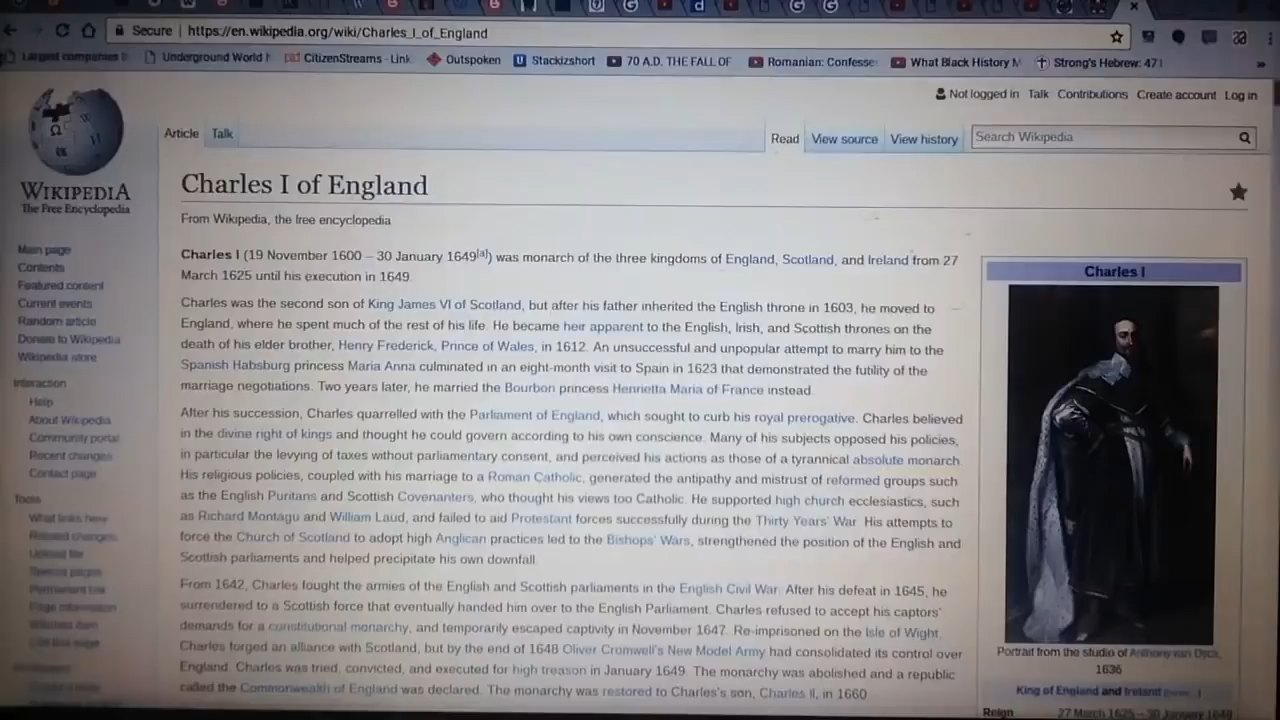 Secure https://en.wikipedia.org/wiki/Charles_I_of_England
Largest companies Underground World CitizenStreams - Link Outspoken Stackizshort 70 A.D. THE FALL OF Romanian: Confesse What Black History M Strong's Hebrew: 471 »
Not logged in Talk Contributions Create account Log in
Article Talk Read View source View history Search Wikipedia
WIKIPEDIA
The Free Encyclopedia
Main page
Contents
Featured content
Current events
Random article
Donate to Wikipedia
Wikipedia store
Interaction
Help
About Wikipedia
Community portal
Recent changes
Contact page
Tools
What links here
Related changes
Upload file
Special pages
Permanent link
Page information
Wikidata item
Cite this page
Charles I of England
From Wikipedia, the free encyclopedia
Charles I (19 November 1600 – 30 January 1649[a]) was monarch of the three kingdoms of England, Scotland, and Ireland from 27
March 1625 until his execution in 1649.
Charles was the second son of King James VI of Scotland, but after his father inherited the English throne in 1603, he moved to
England, where he spent much of the rest of his life. He became heir apparent to the English, Irish, and Scottish thrones on the
death of his elder brother, Henry Frederick, Prince of Wales, in 1612. An unsuccessful and unpopular attempt to marry him to the
Spanish Habsburg princess Maria Anna culminated in an eight-month visit to Spain in 1623 that demonstrated the futility of the
marriage negotiations. Two years later, he married the Bourbon princess Henrietta Maria of France instead.
After his succession, Charles quarrelled with the Parliament of England, which sought to curb his royal prerogative. Charles believed
in the divine right of kings and thought he could govern according to his own conscience. Many of his subjects opposed his policies,
in particular the levying of taxes without parliamentary consent, and perceived his actions as those of a tyrannical absolute monarch.
His religious policies, coupled with his marriage to a Roman Catholic, generated the antipathy and mistrust of reformed groups such
as the English Puritans and Scottish Covenanters, who thought his views too Catholic. He supported high church ecclesiastics, such
as Richard Montagu and William Laud, and failed to aid Protestant forces successfully during the Thirty Years' War. His attempts to
force the Church of Scotland to adopt high Anglican practices led to the Bishops' Wars, strengthened the position of the English and
Scottish parliaments and helped precipitate his own downfall.
From 1642, Charles fought the armies of the English and Scottish parliaments in the English Civil War. After his defeat in 1645, he
surrendered to a Scottish force that eventually handed him over to the English Parliament. Charles refused to accept his captors'
demands for a constitutional monarchy, and temporarily escaped captivity in November 1647. Re-imprisoned on the Isle of Wight,
Charles forged an alliance with Scotland, but by the end of 1648 Oliver Cromwell's New Model Army had consolidated its control over
England. Charles was tried, convicted, and executed for high treason in January 1649. The monarchy was abolished and a republic
called the Commonwealth of England was declared. The monarchy was restored to Charles's son, Charles II, in 1660
Charles I
Portrait from the studio of Anthony van Dyck,
1636
King of England and Ireland
Reign 27 March 1625 – 30 January 1649